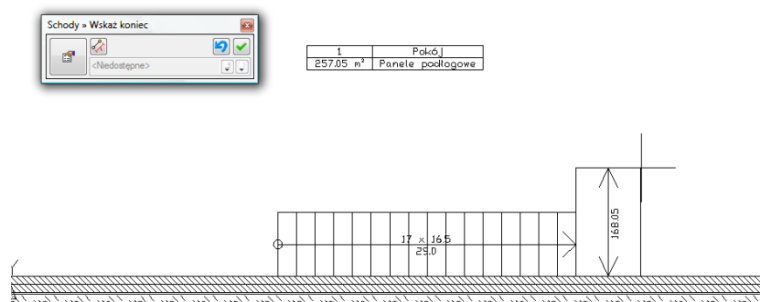 Schody » Wskaż koniec
<Niedostępne>
1 Pokój
257.05 m² Panele podłogowe
17 x 16.5
29.0
168.05